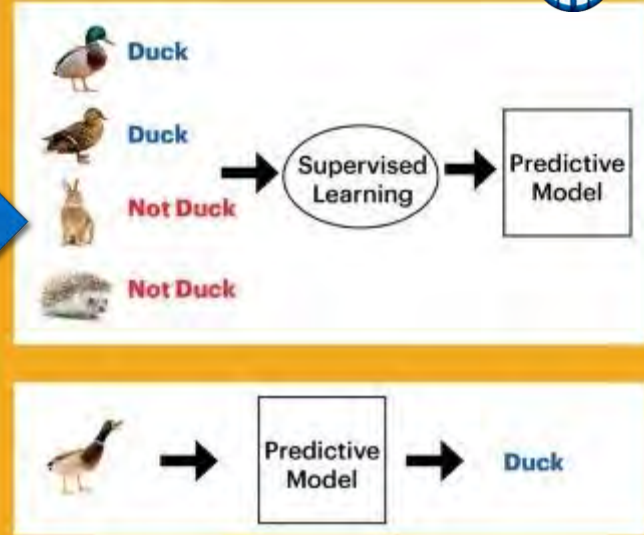 Duck
Duck
Not Duck
Not Duck
Supervised
Learning
Predictive
Model
Predictive
Model
Duck